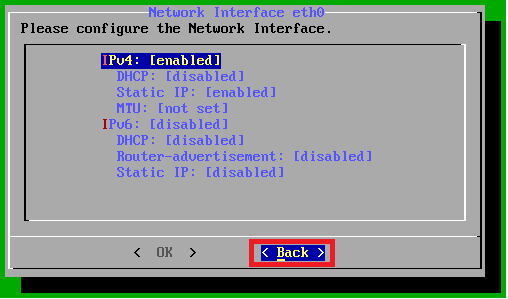 Network Interface eth0
Please configure the Network Interface.
IPv4: [enabled]
DHCP: [disabled]
Static IP: [enabled]
MTU: [not set]
IPv6: [disabled]
DHCP: [disabled]
Router-advertisement: [disabled]
Static IP: [disabled]
< OK > < Back >